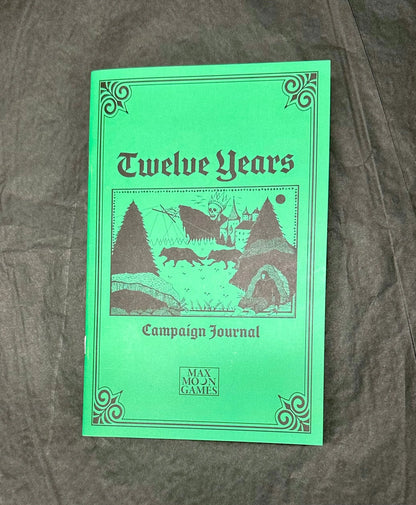 Twelve Years
Campaign Journal
MAX
MOON
GAMES